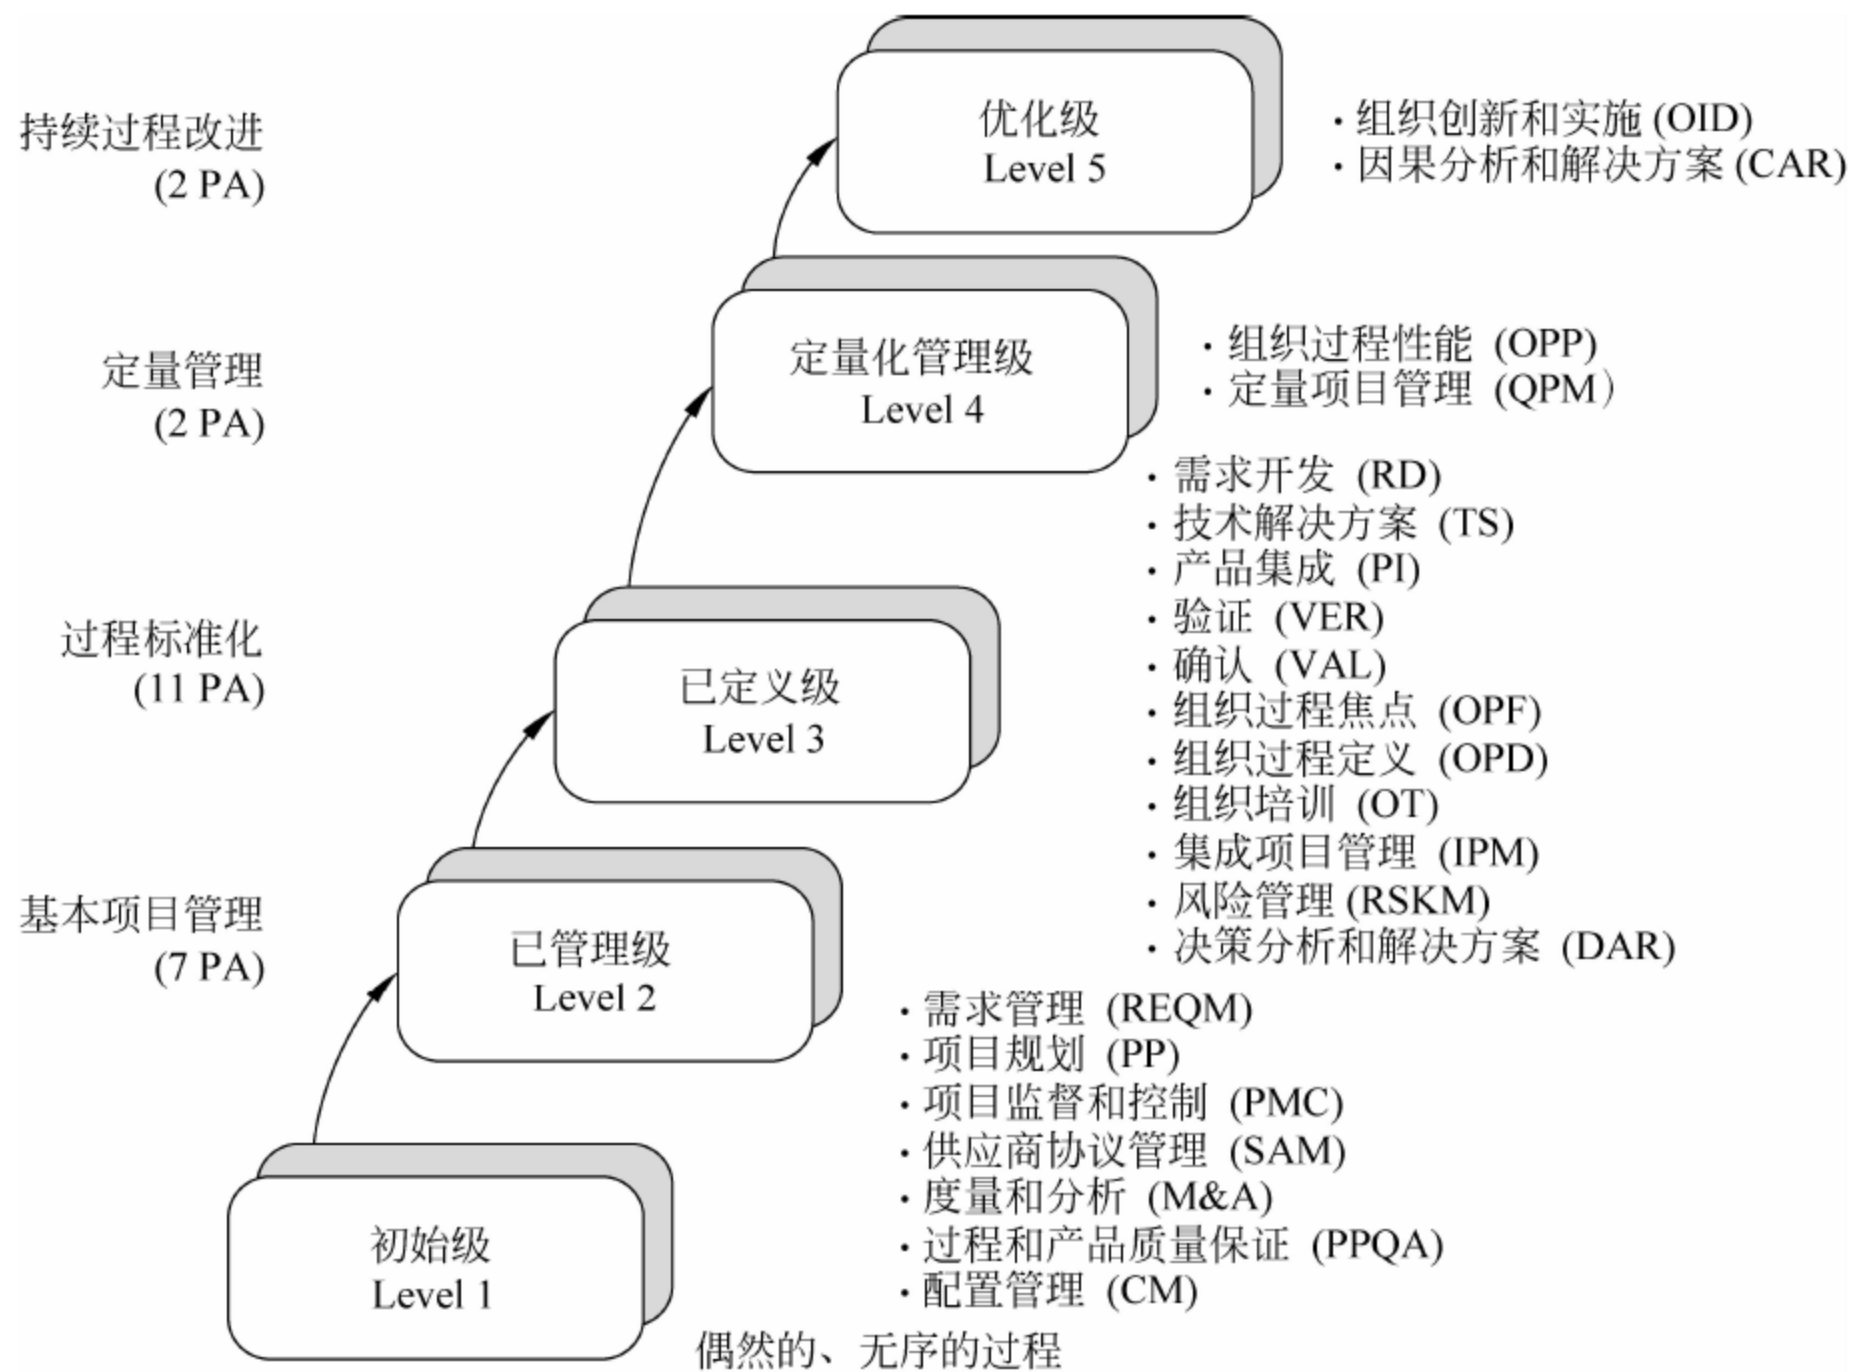 优化级
Level 5
持续过程改进
(2 PA)
· 组织创新和实施 (OID)
· 因果分析和解决方案 (CAR)
定量化管理级
Level 4
定量管理
(2 PA)
· 组织过程性能 (OPP)
· 定量项目管理 (QPM）
已定义级
Level 3
过程标准化
(11 PA)
· 需求开发 (RD)
· 技术解决方案 (TS)
· 产品集成 (PI)
· 验证 (VER)
· 确认 (VAL)
· 组织过程焦点 (OPF)
· 组织过程定义 (OPD)
· 组织培训 (OT)
· 集成项目管理 (IPM)
· 风险管理 (RSKM)
· 决策分析和解决方案 (DAR)
已管理级
Level 2
基本项目管理
(7 PA)
· 需求管理 (REQM)
· 项目规划 (PP)
· 项目监督和控制 (PMC)
· 供应商协议管理 (SAM)
· 度量和分析 (M&A)
· 过程和产品质量保证 (PPQA)
· 配置管理 (CM)
初始级
Level 1
偶然的、无序的过程